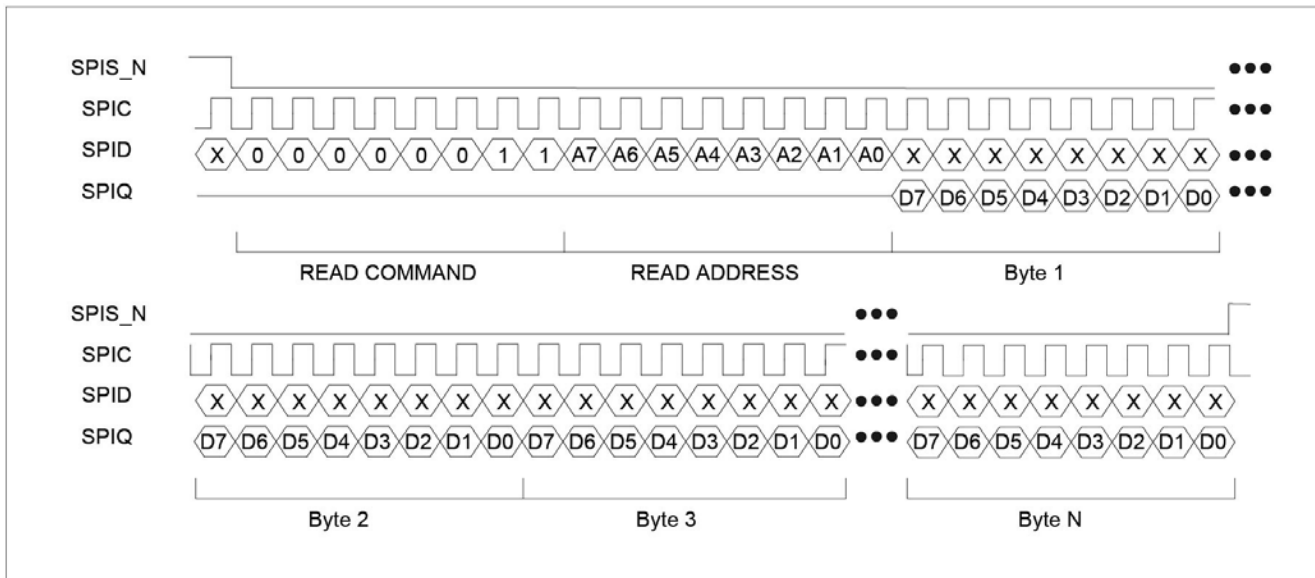 SPIS_N •••
SPIC •••
SPID X 0 0 0 0 0 0 1 1 A7 A6 A5 A4 A3 A2 A1 A0 X X X X X X X X •••
SPIQ D7 D6 D5 D4 D3 D2 D1 D0 •••
READ COMMAND READ ADDRESS Byte 1
SPIS_N •••
SPIC •••
SPID X X X X X X X X X X X X X X X X ••• X X X X X X X X
SPIQ D7 D6 D5 D4 D3 D2 D1 D0 D7 D6 D5 D4 D3 D2 D1 D0 ••• D7 D6 D5 D4 D3 D2 D1 D0
Byte 2 Byte 3 Byte N